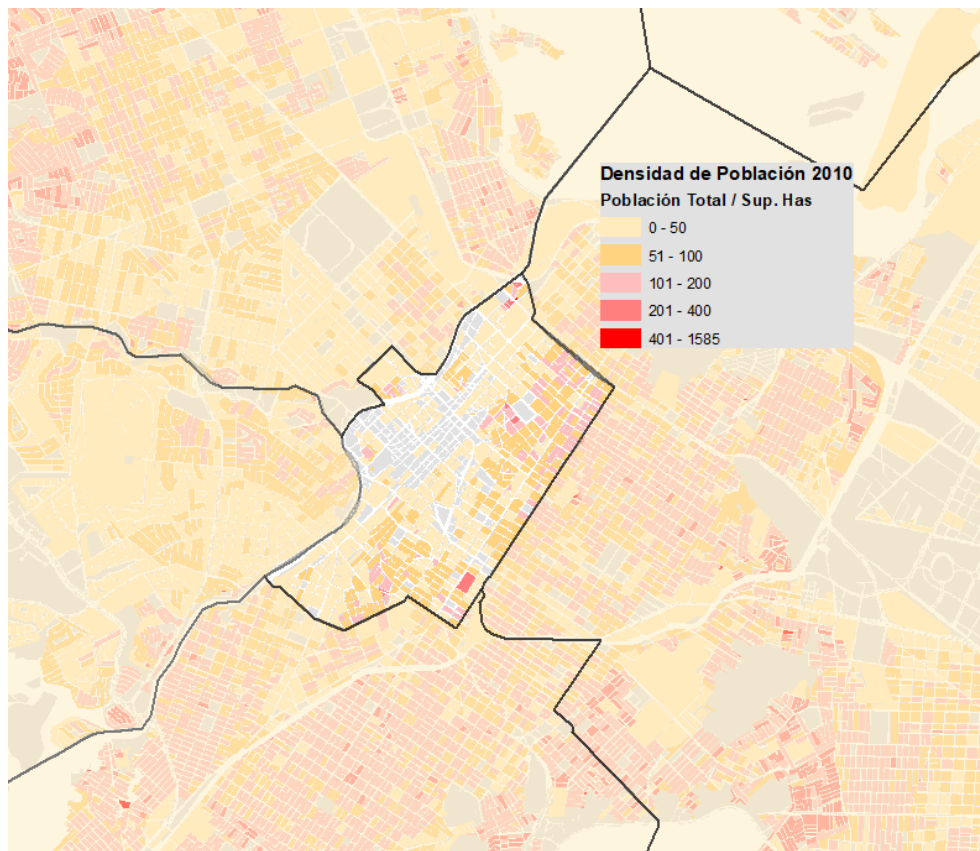 Densidad de Población 2010
Población Total / Sup. Has
0 - 50
51 - 100
101 - 200
201 - 400
401 - 1585